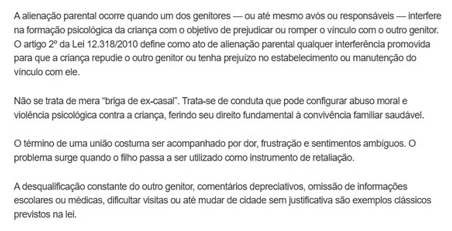 A alienação parental ocorre quando um dos genitores — ou até mesmo avós ou responsáveis — interfere
na formação psicológica da criança com o objetivo de prejudicar ou romper o vínculo com o outro genitor.
O artigo 2º da Lei 12.318/2010 define como ato de alienação parental qualquer interferência promovida
para que a criança repudie o outro genitor ou tenha prejuízo no estabelecimento ou manutenção do
vínculo com ele.
Não se trata de mera “briga de ex-casal”. Trata-se de conduta que pode configurar abuso moral e
violência psicológica contra a criança, ferindo seu direito fundamental à convivência familiar saudável.
O término de uma união costuma ser acompanhado por dor, frustração e sentimentos ambíguos. O
problema surge quando o filho passa a ser utilizado como instrumento de retaliação.
A desqualificação constante do outro genitor, comentários depreciativos, omissão de informações
escolares ou médicas, dificultar visitas ou até mudar de cidade sem justificativa são exemplos clássicos
previstos na lei.